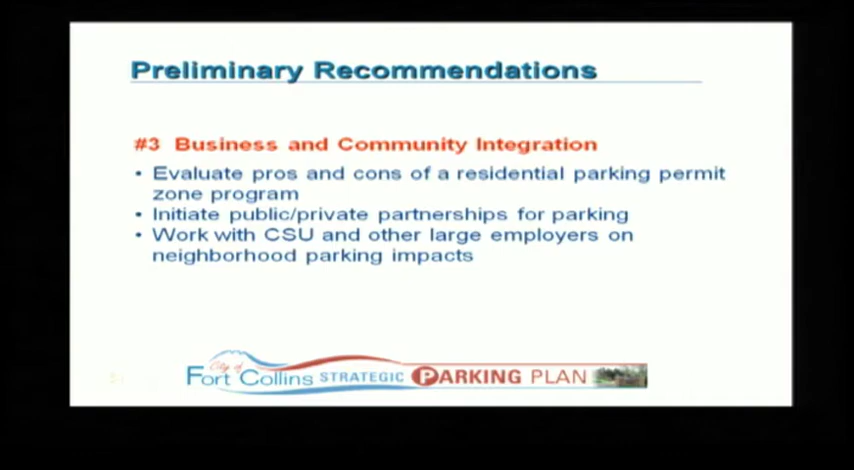 Preliminary Recommendations
#3 Business and Community Integration
• Evaluate pros and cons of a residential parking permit
zone program
• Initiate public/private partnerships for parking
• Work with CSU and other large employers on
neighborhood parking impacts
City of
Fort Collins STRATEGIC PARKING PLAN